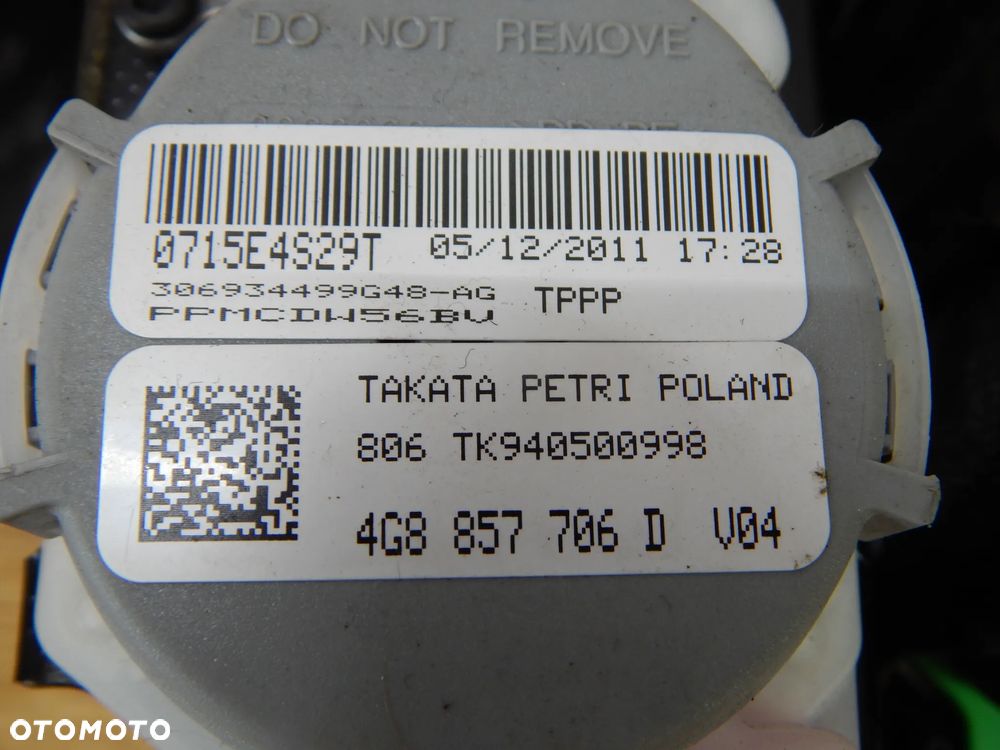 DO NOT REMOVE
0715E4S29T 05/12/2011 17:28
306934499G48-AG TPPP
PPMCDW56BV
TAKATA PETRI POLAND
806 TK940500998
4G8 857 706 D V04
OTOMOTO